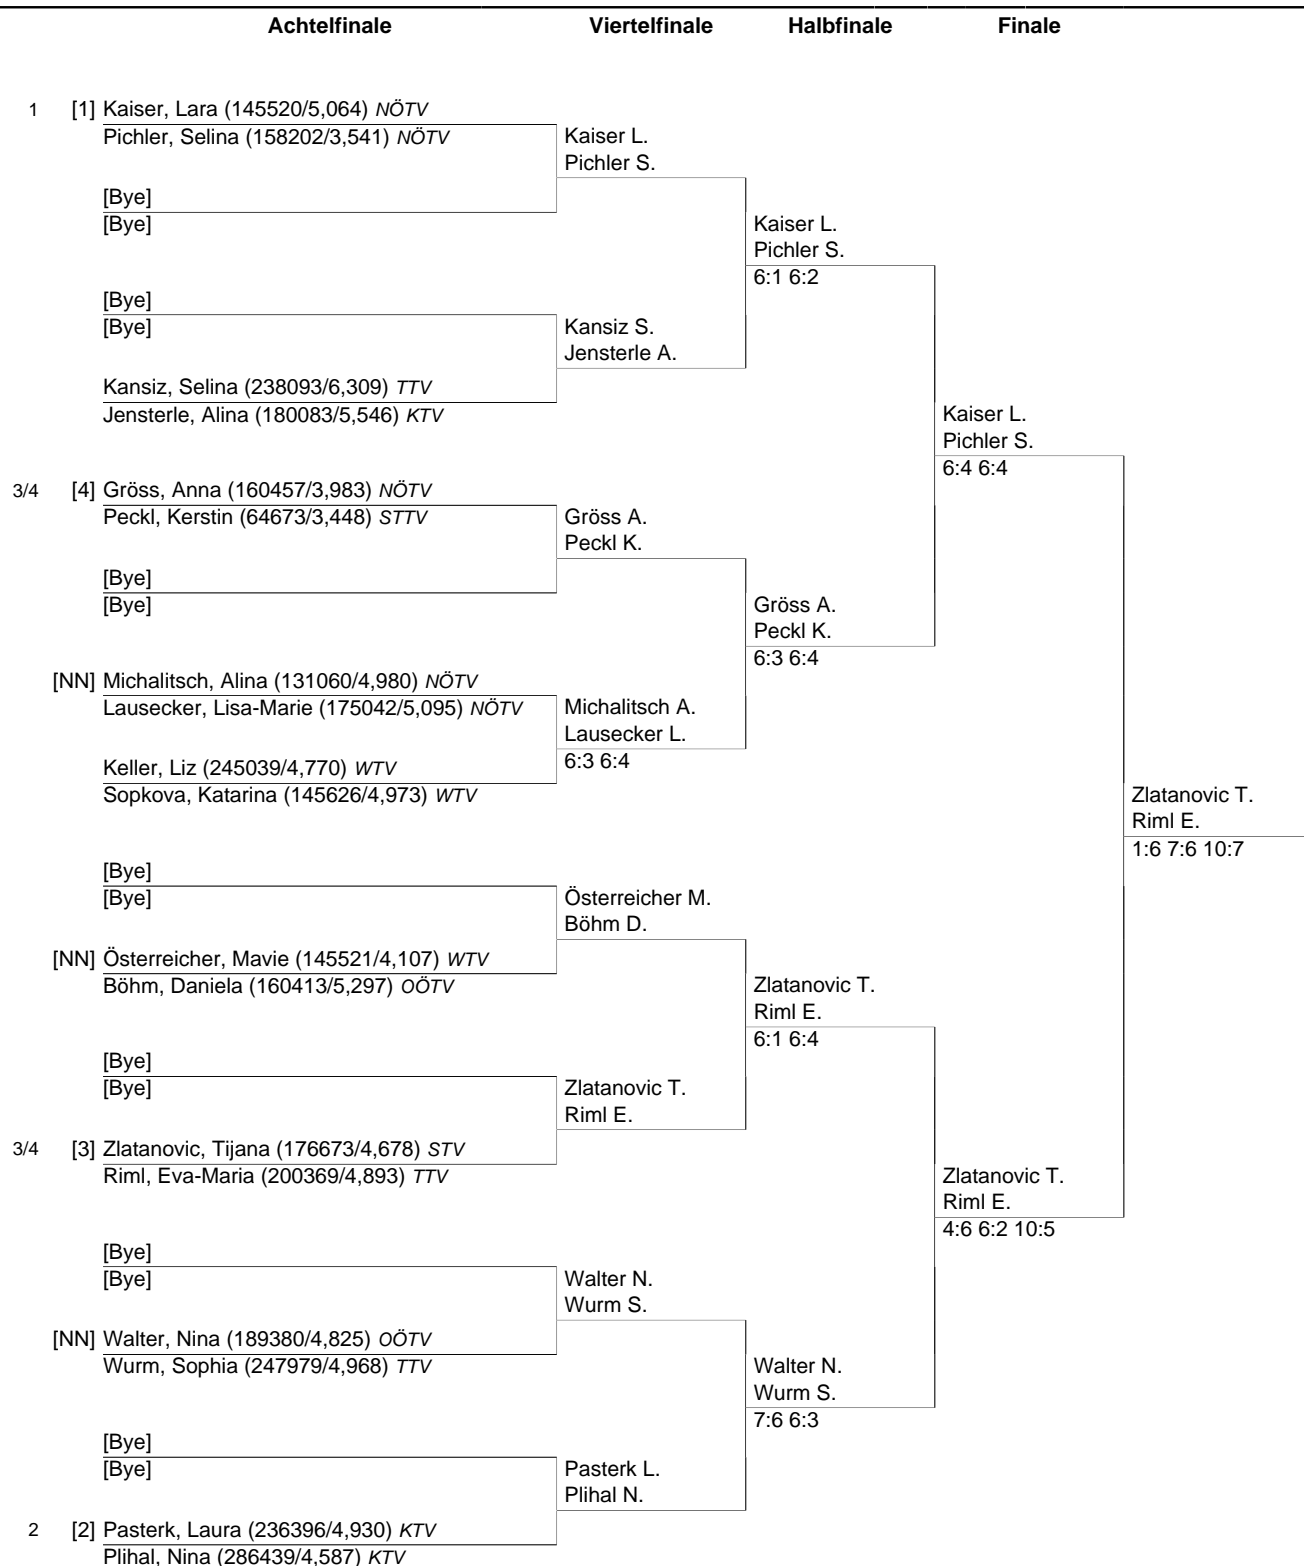 Achtelfinale Viertelfinale Halbfinale Finale
1 [1] Kaiser, Lara (145520/5,064) NÖTV
Pichler, Selina (158202/3,541) NÖTV Kaiser L.
Pichler S.
[Bye]
[Bye] Kaiser L.
Pichler S.
6:1 6:2
[Bye]
[Bye] Kansiz S.
Jensterle A.
Kansiz, Selina (238093/6,309) TTV
Jensterle, Alina (180083/5,546) KTV Kaiser L.
Pichler S.
6:4 6:4
3/4 [4] Gröss, Anna (160457/3,983) NÖTV
Peckl, Kerstin (64673/3,448) STTV Gröss A.
Peckl K.
[Bye]
[Bye] Gröss A.
Peckl K.
6:3 6:4
[NN] Michalitsch, Alina (131060/4,980) NÖTV
Lausecker, Lisa-Marie (175042/5,095) NÖTV Michalitsch A.
Lausecker L.
6:3 6:4
Keller, Liz (245039/4,770) WTV
Sopkova, Katarina (145626/4,973) WTV Zlatanovic T.
Riml E.
1:6 7:6 10:7
[Bye]
[Bye] Österreicher M.
Böhm D.
[NN] Österreicher, Mavie (145521/4,107) WTV
Böhm, Daniela (160413/5,297) OÖTV Zlatanovic T.
Riml E.
6:1 6:4
[Bye]
[Bye] Zlatanovic T.
Riml E.
3/4 [3] Zlatanovic, Tijana (176673/4,678) STV
Riml, Eva-Maria (200369/4,893) TTV Zlatanovic T.
Riml E.
4:6 6:2 10:5
[Bye]
[Bye] Walter N.
Wurm S.
[NN] Walter, Nina (189380/4,825) OÖTV
Wurm, Sophia (247979/4,968) TTV Walter N.
Wurm S.
7:6 6:3
[Bye]
[Bye] Pasterk L.
Plihal N.
2 [2] Pasterk, Laura (236396/4,930) KTV
Plihal, Nina (286439/4,587) KTV